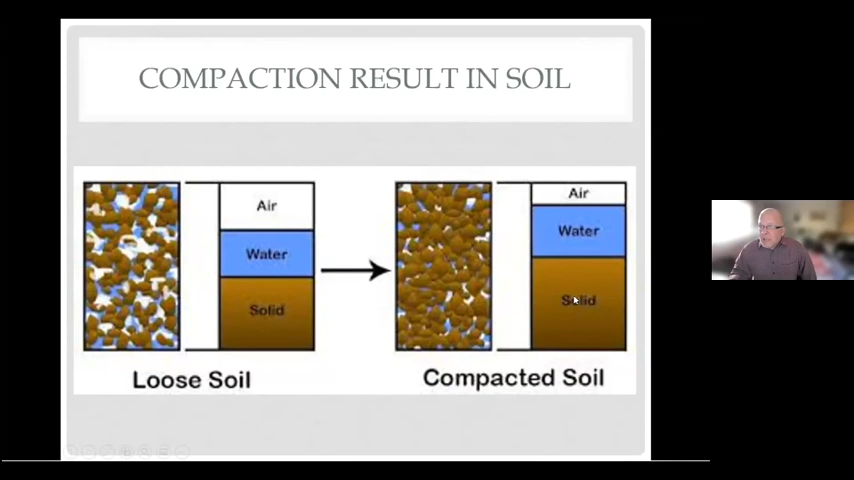 COMPACTION RESULT IN SOIL
Air
Water
Solid
Loose Soil
Air
Water
Solid
Compacted Soil